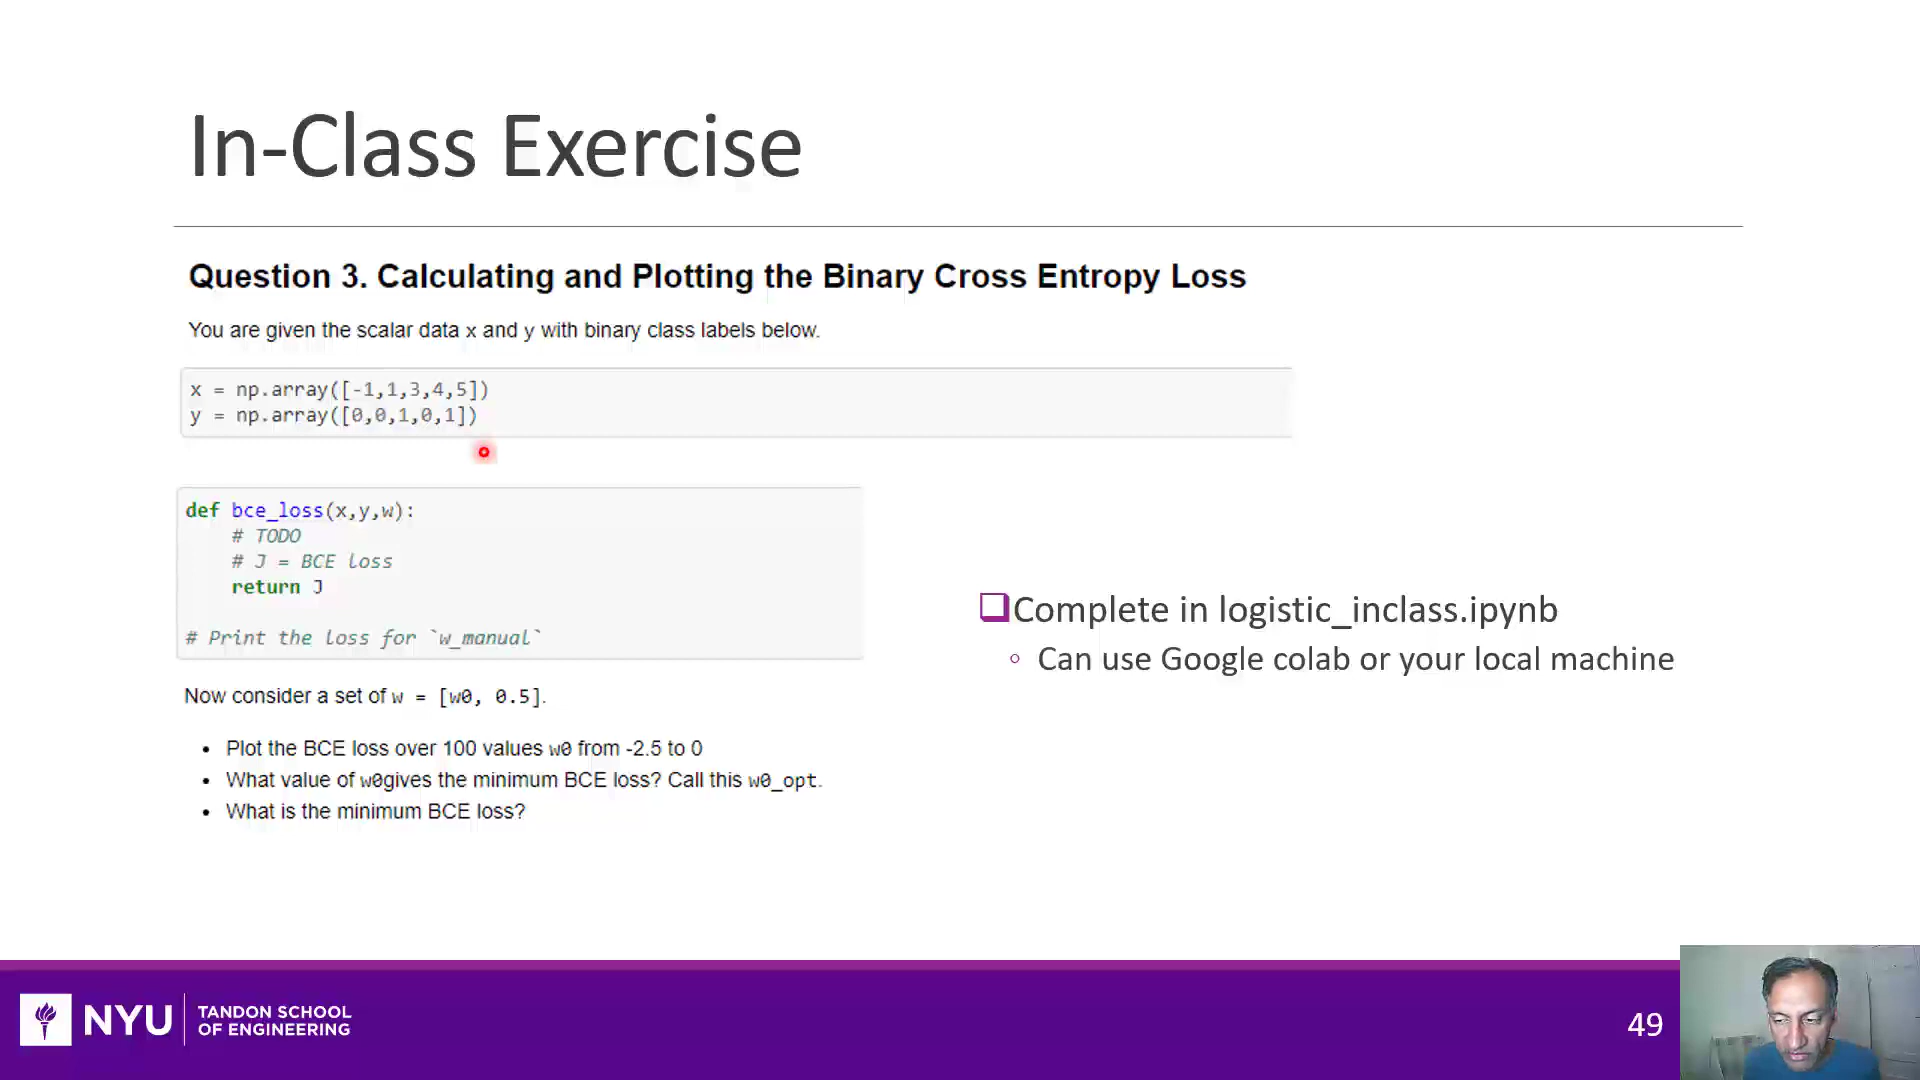 In-Class Exercise
Question 3. Calculating and Plotting the Binary Cross Entropy Loss
You are given the scalar data x and y with binary class labels below.
x = np.array([-1,1,3,4,5])
y = np.array([0,0,1,0,1])
def bce_loss(x,y,w):
# TODO
# J = BCE loss
return J
# Print the loss for `w_manual`
Now consider a set of w = [w0, 0.5].
• Plot the BCE loss over 100 values w0 from -2.5 to 0
• What value of w0gives the minimum BCE loss? Call this w0_opt.
• What is the minimum BCE loss?
Complete in logistic_inclass.ipynb
Can use Google colab or your local machine
NYU
TANDON SCHOOL
OF ENGINEERING
49